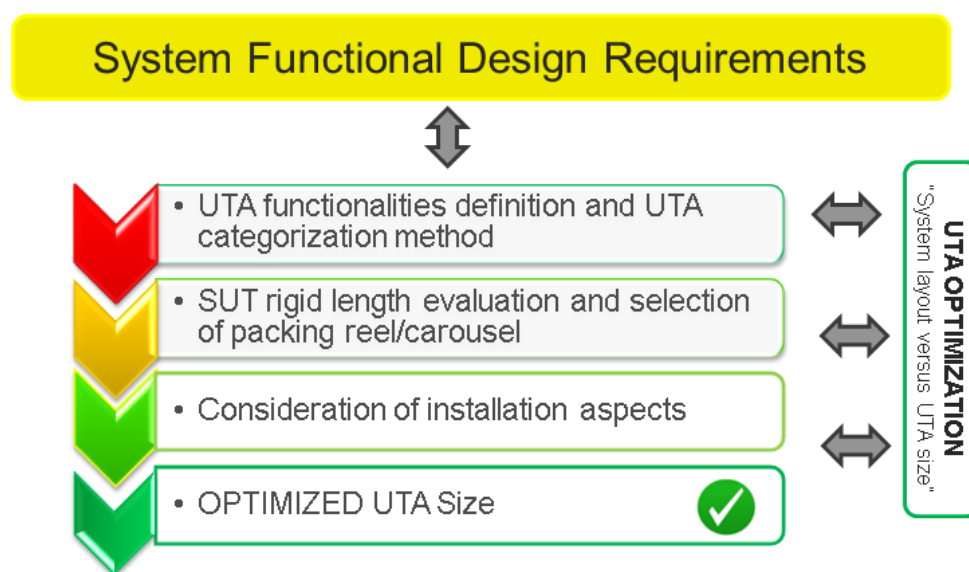 System Functional Design Requirements
• UTA functionalities definition and UTA
categorization method
• SUT rigid length evaluation and selection
of packing reel/carousel
• Consideration of installation aspects
• OPTIMIZED UTA Size
UTA OPTIMIZATION
"System layout versus UTA size"